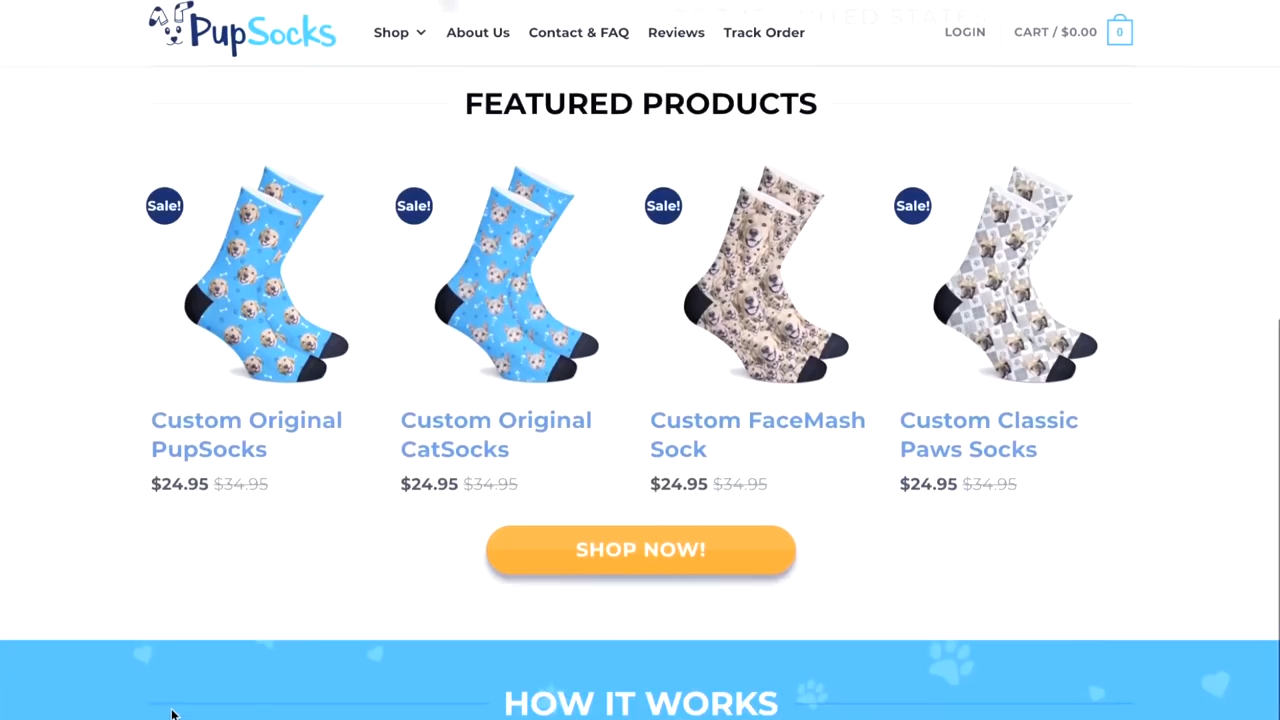 UNITED STATES
PupSocks
Shop
About Us
Contact & FAQ
Reviews
Track Order
LOGIN
CART / $0.00
0
FEATURED PRODUCTS
Sale!
Sale!
Sale!
Sale!
Custom Original
PupSocks
$24.95 $34.95
Custom Original
CatSocks
$24.95 $34.95
Custom FaceMash
Sock
$24.95 $34.95
Custom Classic
Paws Socks
$24.95 $34.95
SHOP NOW!
HOW IT WORKS